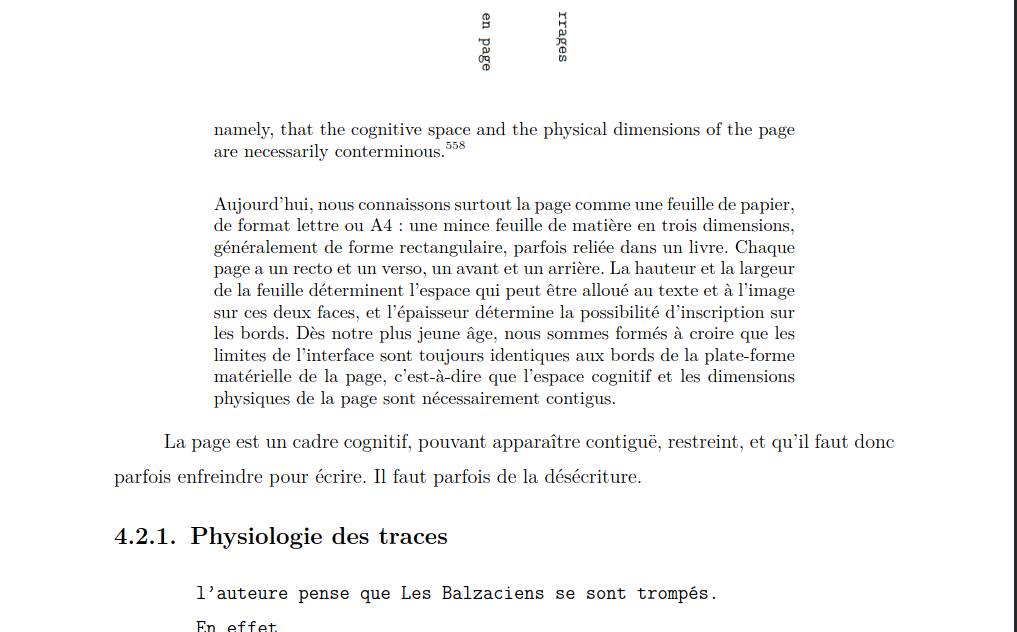 en page
rrages
namely, that the cognitive space and the physical dimensions of the page
are necessarily conterminous.558
Aujourd'hui, nous connaissons surtout la page comme une feuille de papier,
de format lettre ou A4 : une mince feuille de matière en trois dimensions,
généralement de forme rectangulaire, parfois reliée dans un livre. Chaque
page a un recto et un verso, un avant et un arrière. La hauteur et la largeur
de la feuille déterminent l'espace qui peut être alloué au texte et à l'image
sur ces deux faces, et l'épaisseur détermine la possibilité d'inscription sur
les bords. Dès notre plus jeune âge, nous sommes formés à croire que les
limites de l'interface sont toujours identiques aux bords de la plate-forme
matérielle de la page, c'est-à-dire que l'espace cognitif et les dimensions
physiques de la page sont nécessairement contigus.
La page est un cadre cognitif, pouvant apparaître contiguë, restreint, et qu'il faut donc
parfois enfreindre pour écrire. Il faut parfois de la désécriture.
4.2.1. Physiologie des traces
l'auteure pense que Les Balzaciens se sont trompés.
En effet